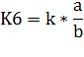 K6 = k * a/b